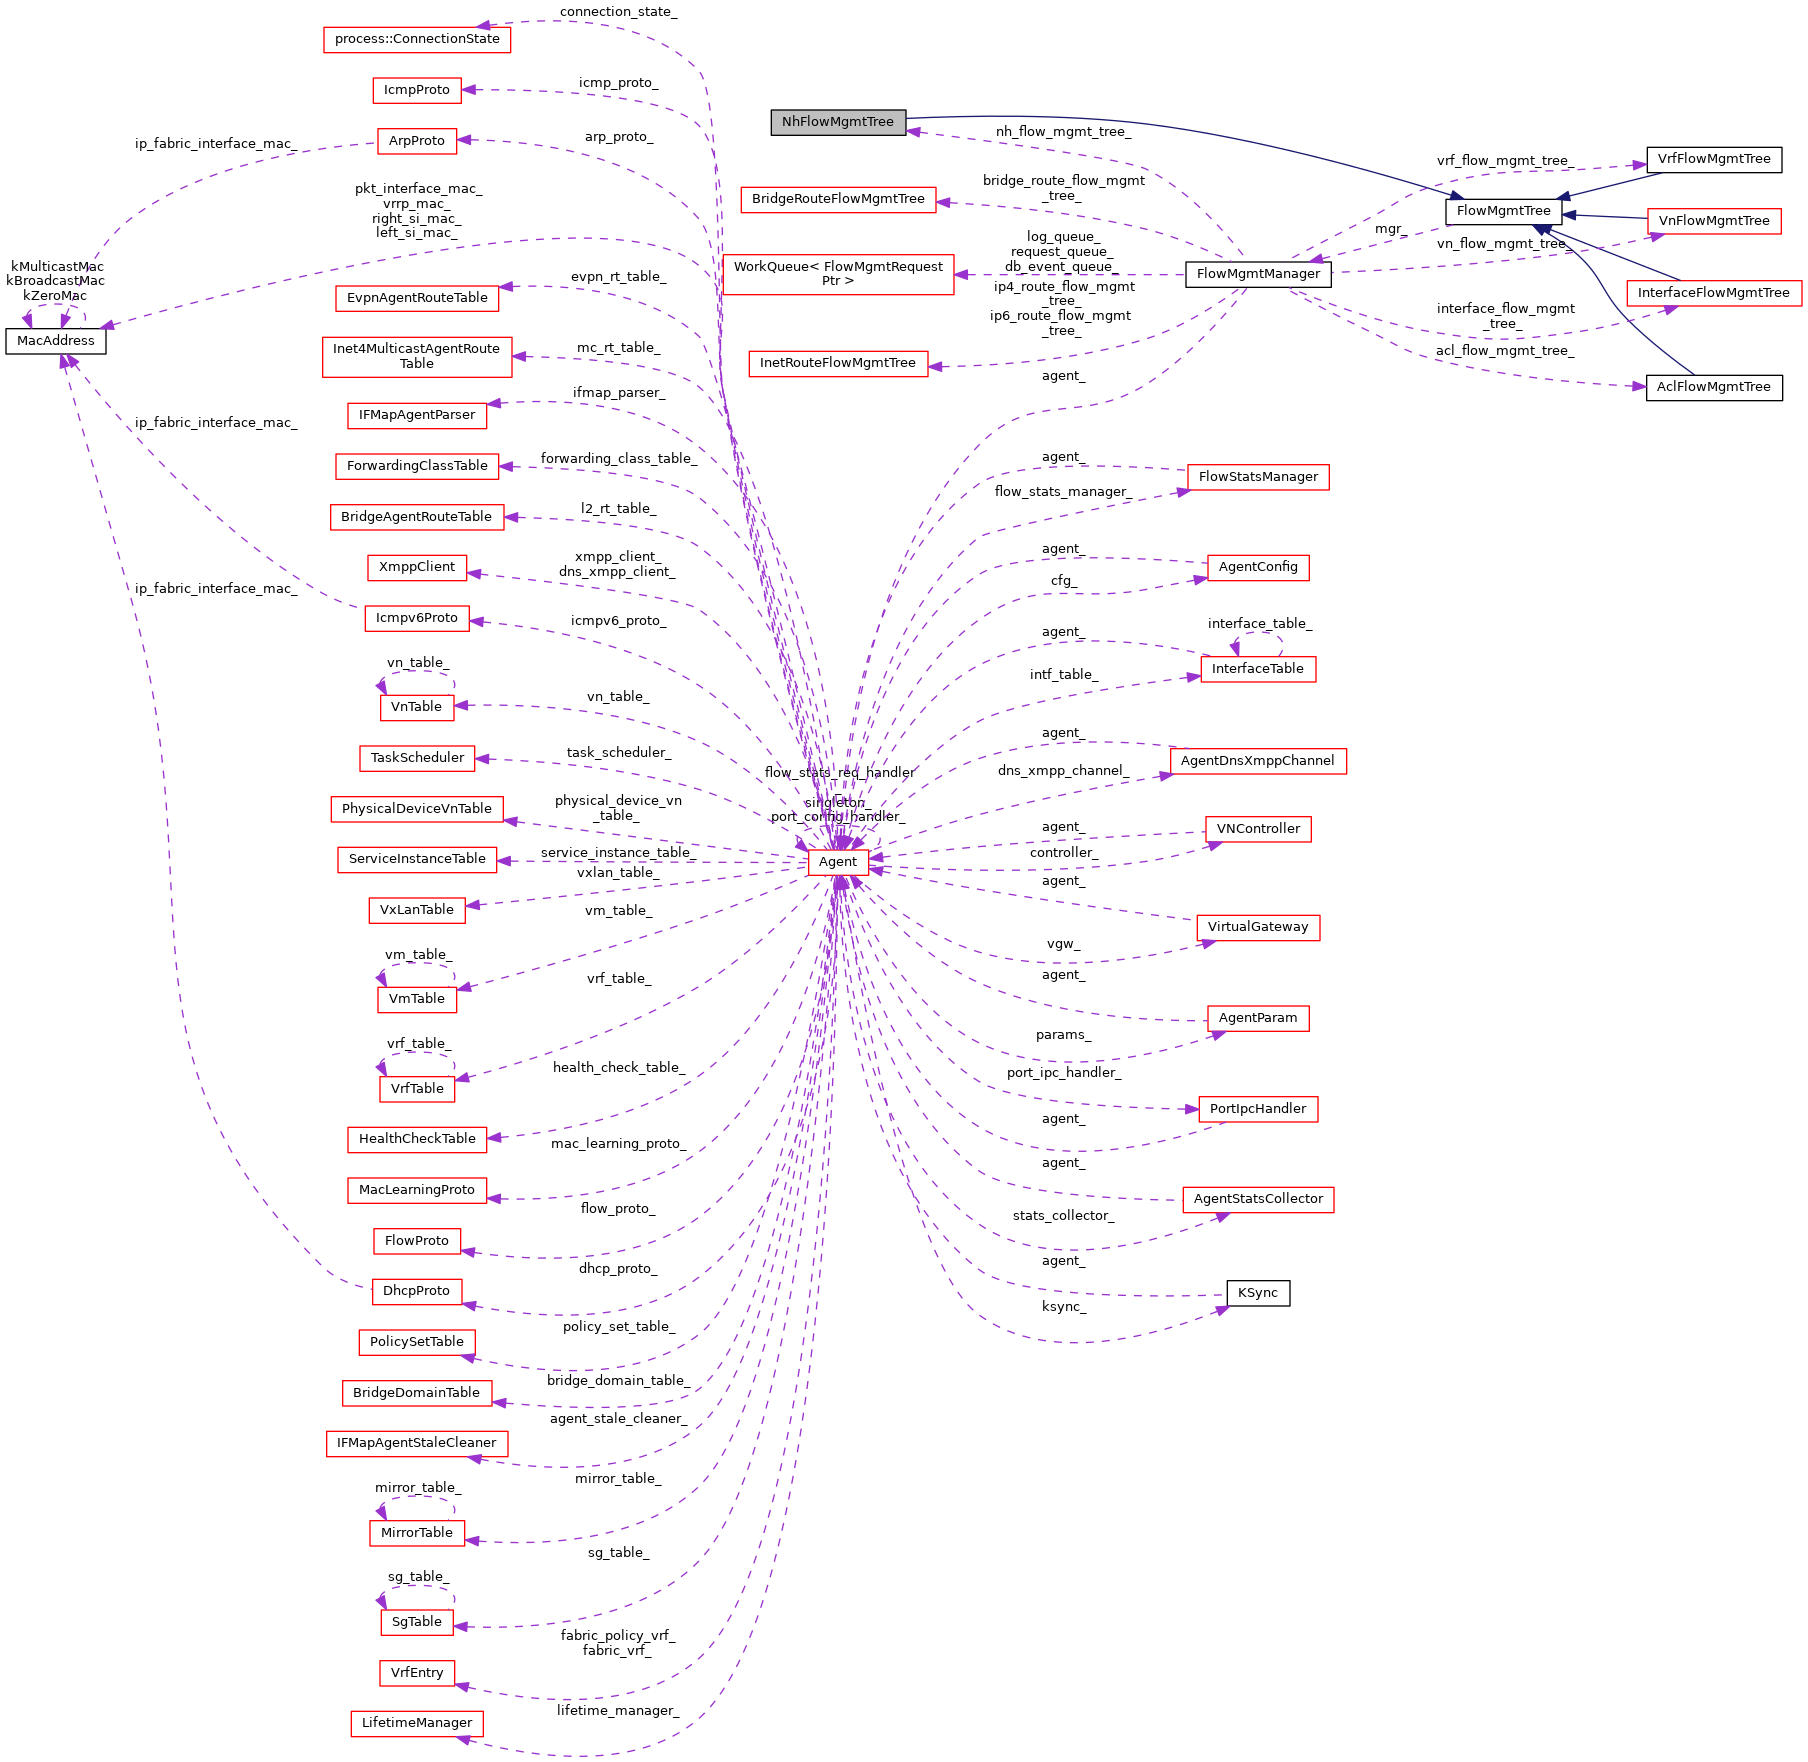 connection_state_
process::ConnectionState
icmp_proto_
IcmpProto
arp_proto_
ArpProto
ip_fabric_interface_mac_
pkt_interface_mac_
vrrp_mac_
right_si_mac_
left_si_mac_
kMulticastMac
kBroadcastMac
kZeroMac
MacAddress
evpn_rt_table_
EvpnAgentRouteTable
mc_rt_table_
Inet4MulticastAgentRoute
Table
ifmap_parser_
IFMapAgentParser
ip_fabric_interface_mac_
forwarding_class_table_
ForwardingClassTable
l2_rt_table_
BridgeAgentRouteTable
xmpp_client_
dns_xmpp_client_
XmppClient
ip_fabric_interface_mac_
icmpv6_proto_
Icmpv6Proto
vn_table_
vn_table_
VnTable
task_scheduler_
TaskScheduler
physical_device_vn
_table_
PhysicalDeviceVnTable
service_instance_table_
ServiceInstanceTable
vxlan_table_
VxLanTable
vm_table_
vm_table_
VmTable
vrf_table_
vrf_table_
VrfTable
health_check_table_
HealthCheckTable
mac_learning_proto_
MacLearningProto
flow_proto_
FlowProto
dhcp_proto_
DhcpProto
policy_set_table_
PolicySetTable
bridge_domain_table_
BridgeDomainTable
agent_stale_cleaner_
IFMapAgentStaleCleaner
mirror_table_
mirror_table_
MirrorTable
sg_table_
sg_table_
SgTable
fabric_policy_vrf_
fabric_vrf_
VrfEntry
lifetime_manager_
LifetimeManager
flow_stats_req_handler
_
singleton_
port_config_handler_
Agent
NhFlowMgmtTree
nh_flow_mgmt_tree_
BridgeRouteFlowMgmtTree
bridge_route_flow_mgmt
_tree_
WorkQueue< FlowMgmtRequest
Ptr >
log_queue_
request_queue_
db_event_queue_
ip4_route_flow_mgmt
_tree_
ip6_route_flow_mgmt
_tree_
InetRouteFlowMgmtTree
agent_
FlowMgmtManager
vrf_flow_mgmt_tree_
VrfFlowMgmtTree
FlowMgmtTree
mgr_
VnFlowMgmtTree
vn_flow_mgmt_tree_
InterfaceFlowMgmtTree
interface_flow_mgmt
_tree_
acl_flow_mgmt_tree_
AclFlowMgmtTree
agent_
FlowStatsManager
flow_stats_manager_
agent_
AgentConfig
cfg_
interface_table_
agent_
InterfaceTable
intf_table_
agent_
AgentDnsXmppChannel
dns_xmpp_channel_
agent_
VNController
controller_
agent_
VirtualGateway
vgw_
agent_
AgentParam
params_
port_ipc_handler_
PortIpcHandler
agent_
agent_
AgentStatsCollector
stats_collector_
agent_
KSync
ksync_